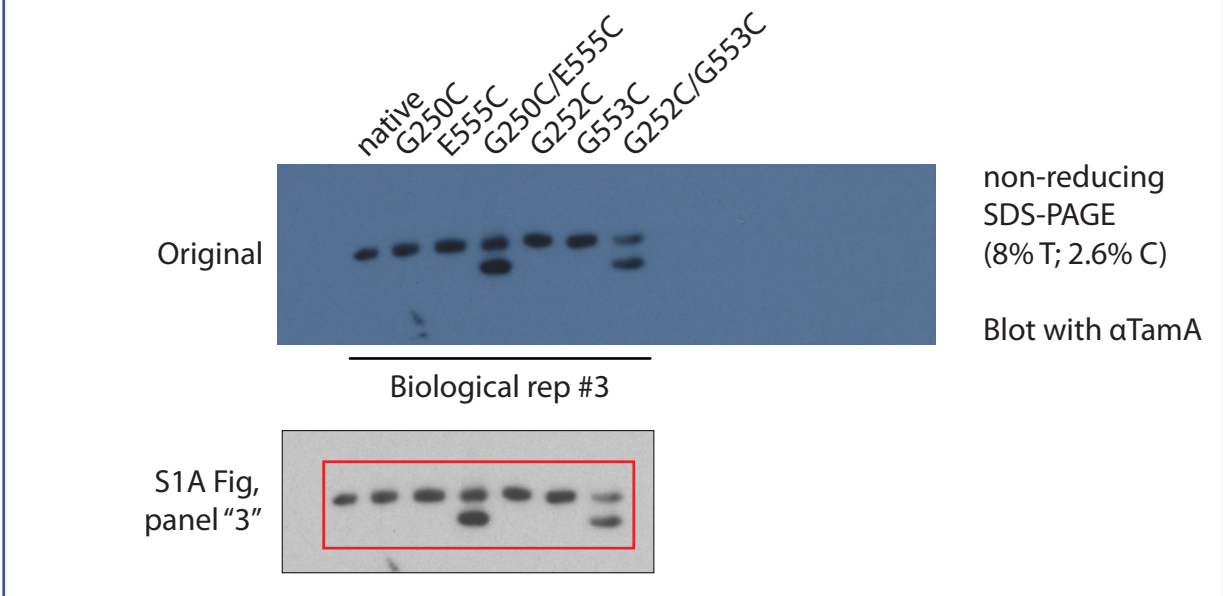 native
G250C
E555C
G250C/E555C
G252C
G553C
G252C/G553C
Original
non-reducing
SDS-PAGE
(8% T; 2.6% C)
Blot with αTamA
Biological rep #3
S1A Fig,
panel “3”